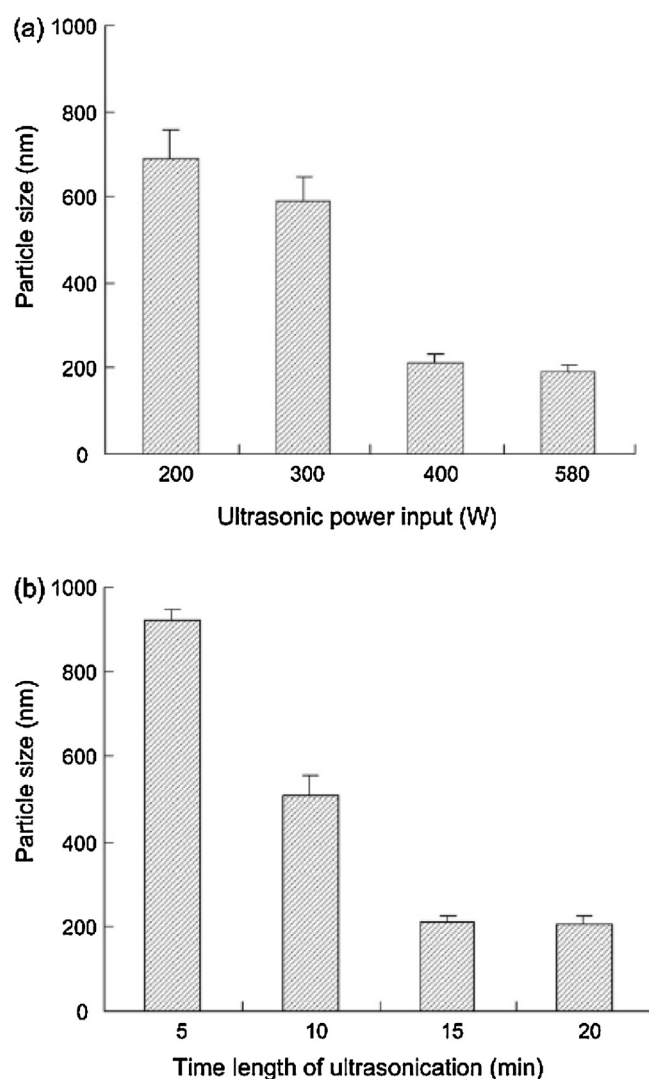 (a)
1000
800
600
400
200
0
Particle size (nm)
200 300 400 580
Ultrasonic power input (W)
(b)
1000
800
600
400
200
0
Particle size (nm)
5 10 15 20
Time length of ultrasonication (min)